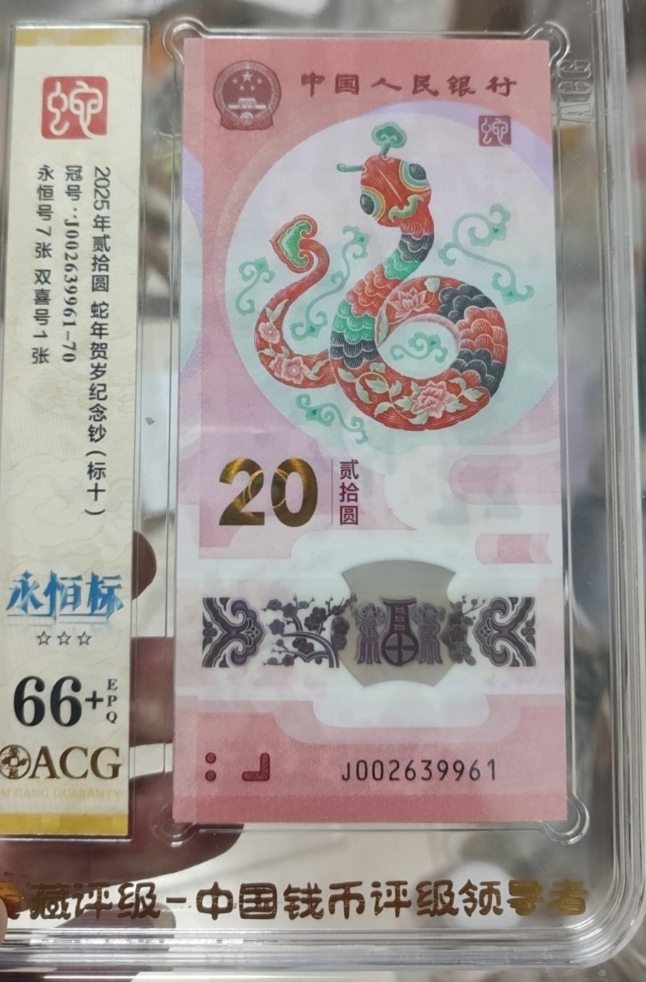 蛇
2025年贰拾圆 蛇年贺岁纪念钞(标十)
冠号:J002639961-70
永恒号7张 双喜号1张
永恒标
☆☆☆
66+EPQ
ACG
中国人民银行
蛇
20
贰拾圆
J002639961
藏评级-中国钱币评级领导者
ACG